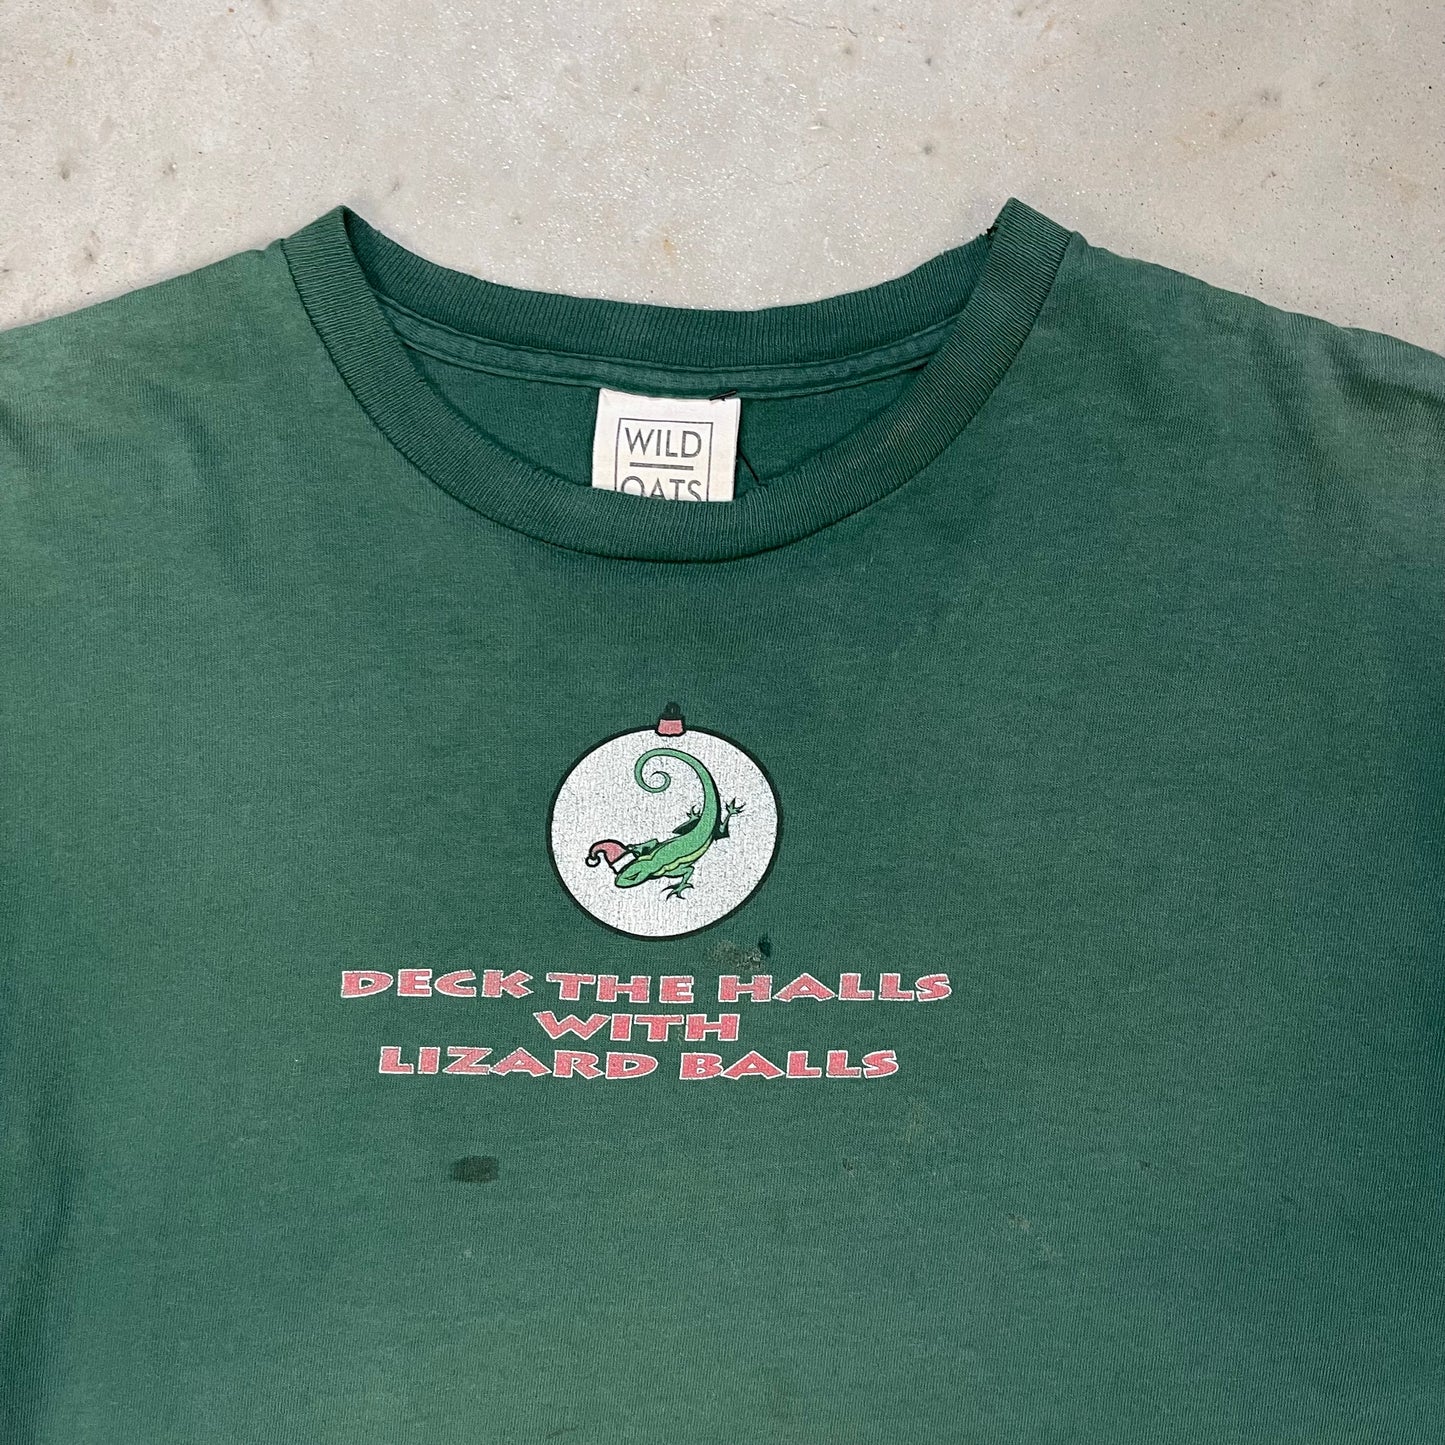 WILD
OATS
DECK THE HALLS
WITH
LIZARD BALLS